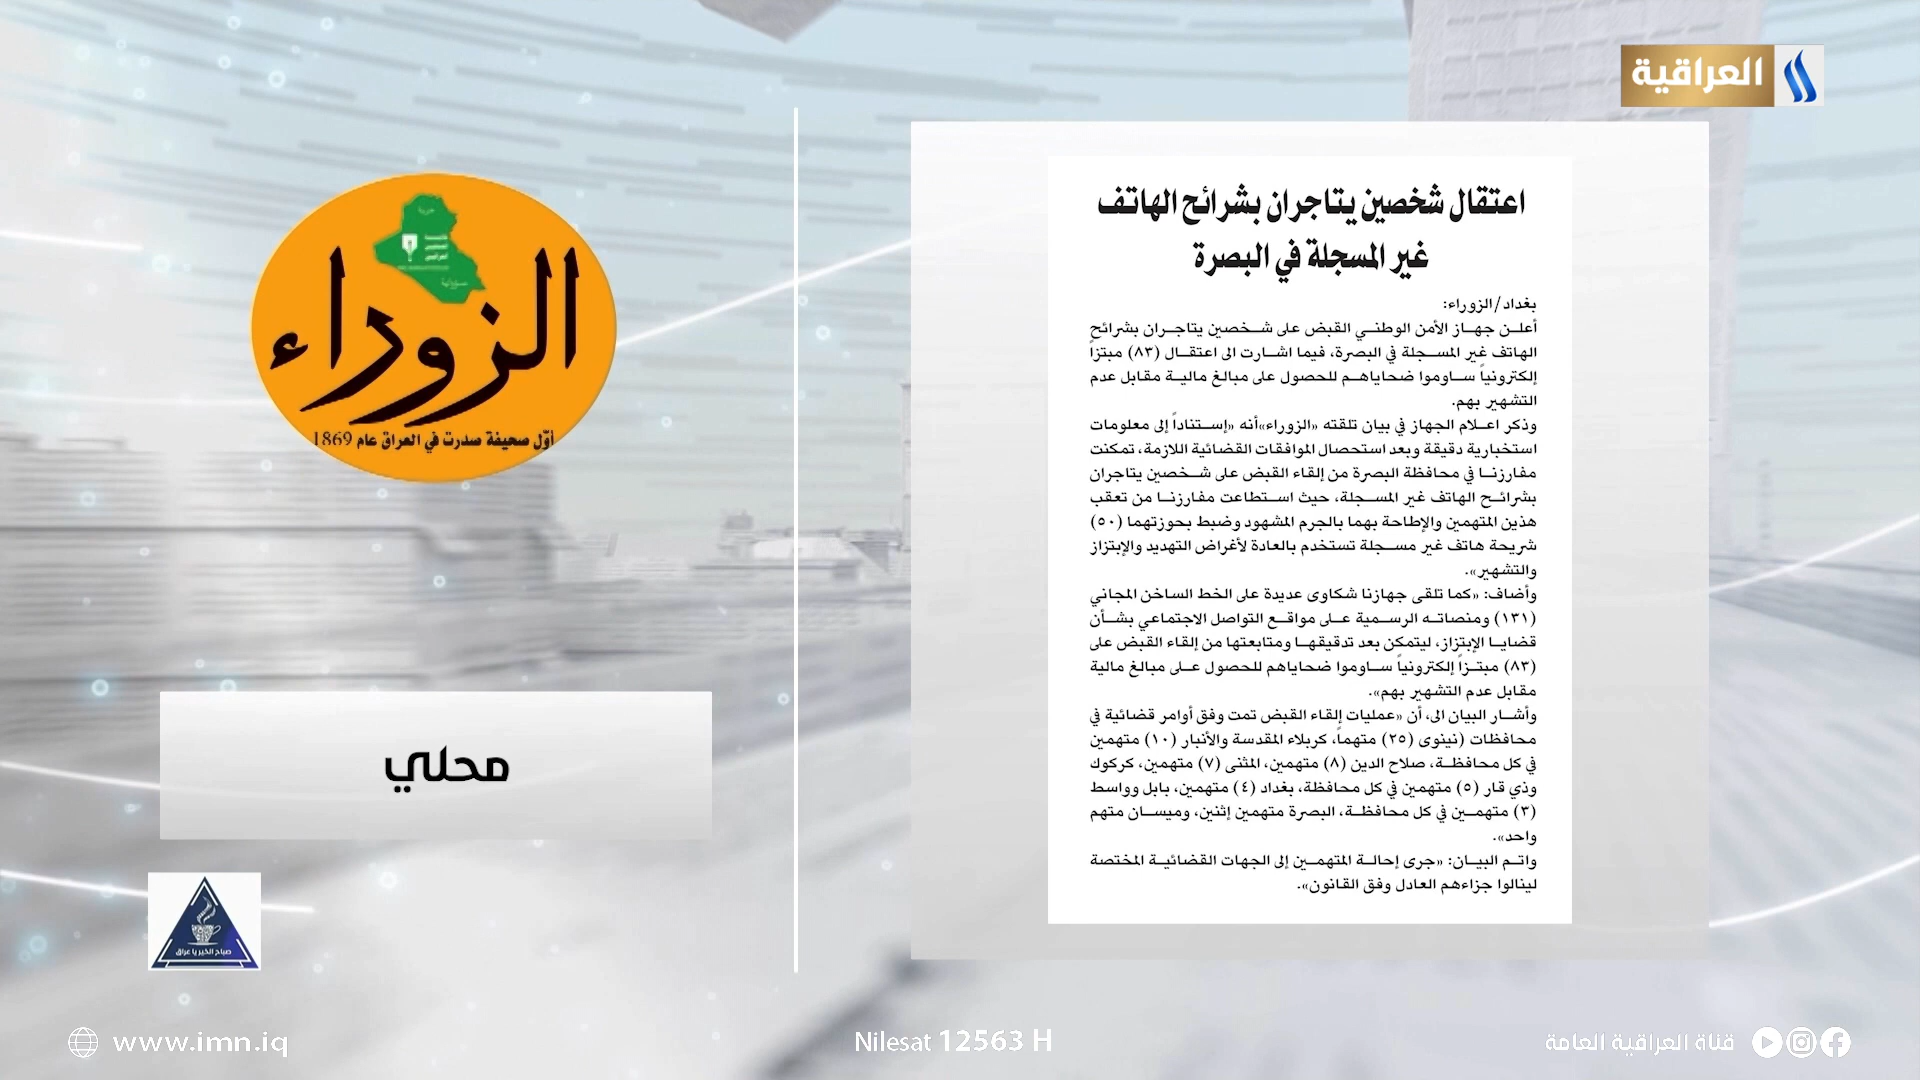 العراقية
اعتقال شخصين يتاجران بشرائح الهاتف
غير المسجلة في البصرة
بغداد/الزوراء:
أعلن جهاز الأمن الوطني القبض على شخصين يتاجران بشرائح
الهاتف غير المسجلة في البصرة، فيما اشارت الى اعتقال (٨٣) مبتزاً
إلكترونياً ساوموا ضحاياهم للحصول على مبالغ مالية مقابل عدم
التشهير بهم.
وذكر اعلام الجهاز في بيان تلقته «الزوراء»أنه «إستناداً إلى معلومات
استخبارية دقيقة وبعد استحصال الموافقات القضائية اللازمة، تمكنت
مفارزنا في محافظة البصرة من إلقاء القبض على شخصين يتاجران
بشرائح الهاتف غير المسجلة، حيث استطاعت مفارزنا من تعقب
هذين المتهمين والإطاحة بهما بالجرم المشهود وضبط بحوزتهما (٥٠)
شريحة هاتف غير مسجلة تستخدم بالعادة لأغراض التهديد والإبتزاز
والتشهير».
وأضاف: «كما تلقى جهازنا شكاوى عديدة على الخط الساخن المجاني
(١٣١) ومنصاته الرسمية على مواقع التواصل الاجتماعي بشأن
قضايا الإبتزاز، ليتمكن بعد تدقيقها ومتابعتها من إلقاء القبض على
(٨٣) مبتزاً إلكترونياً ساوموا ضحاياهم للحصول على مبالغ مالية
مقابل عدم التشهير بهم».
وأشار البيان الى، أن «عمليات إلقاء القبض تمت وفق أوامر قضائية في
محافظات (نينوى (٢٥) متهماً، كربلاء المقدسة والأنبار (١٠) متهمين
في كل محافظة، صلاح الدين (٨) متهمين، المثنى (٧) متهمين، كركوك
وذي قار (٥) متهمين في كل محافظة، بغداد (٤) متهمين، بابل وواسط
(٣) متهمين في كل محافظة، البصرة متهمين إثنين، وميسان متهم
واحد».
واتم البيان: «جرى إحالة المتهمين إلى الجهات القضائية المختصة
لينالوا جزاءهم العادل وفق القانون».
الزوراء
أوّل صحيفة صدرت في العراق عام 1869
محلي
صباح الخير يا عراق
www.imn.iq
Nilesat 12563 H
قناة العراقية العامة